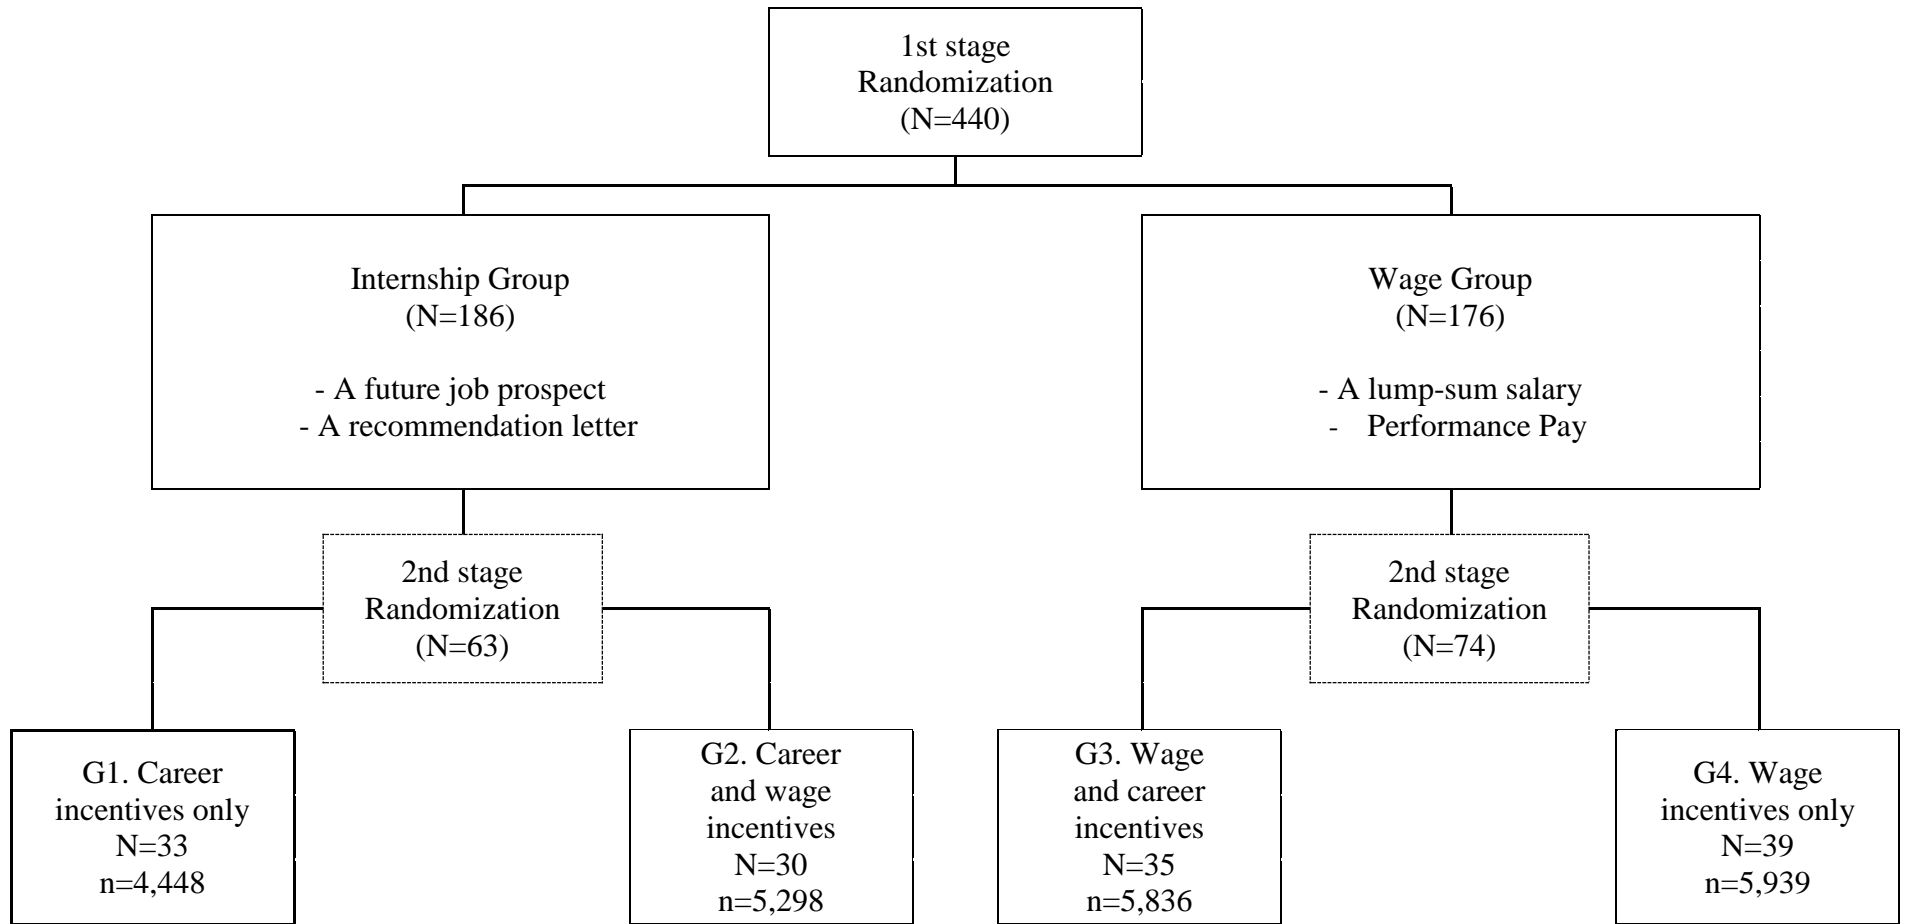 1st stage
Randomization
(N=440)
Internship Group
(N=186)
- A future job prospect
- A recommendation letter
Wage Group
(N=176)
- A lump-sum salary
- Performance Pay
2nd stage
Randomization
(N=63)
2nd stage
Randomization
(N=74)
G1. Career
incentives only
N=33
n=4,448
G2. Career
and wage
incentives
N=30
n=5,298
G3. Wage
and career
incentives
N=35
n=5,836
G4. Wage
incentives only
N=39
n=5,939